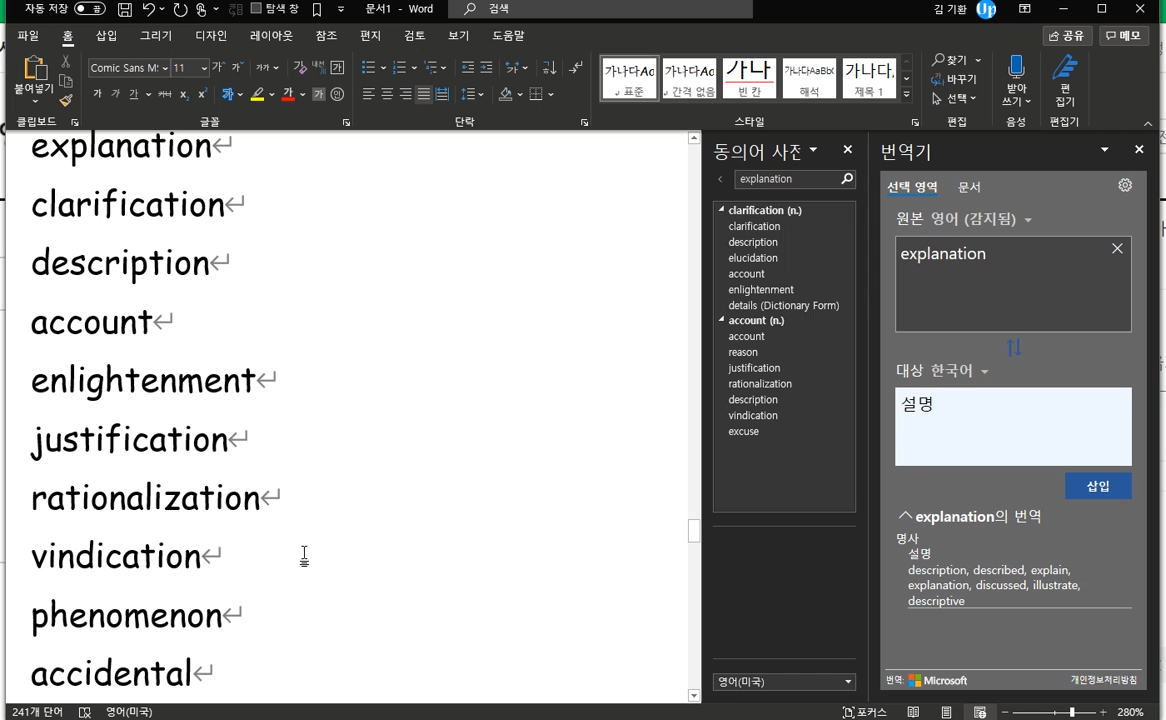 자동 저장
탐색 창
문서1 - Word
검색
김 기환
파일
홈
삽입
그리기
디자인
레이아웃
참조
편지
검토
보기
도움말
공유
메모
붙여넣기
클립보드
Comic Sans M
11
글꼴
단락
가나다Aa
표준
가나다Aa
간격 없음
가나
빈 칸
가나다AaBbC
해석
가나다,
제목 1
스타일
찾기
바꾸기
선택
편집
받아
쓰기
음성
편
집기
편집기
explanation
clarification
description
account
enlightenment
justification
rationalization
vindication
phenomenon
accidental
동의어 사전
explanation
clarification (n.)
clarification
description
elucidation
account
enlightenment
details (Dictionary Form)
account (n.)
account
reason
justification
rationalization
description
vindication
excuse
영어(미국)
번역기
선택 영역
문서
원본 영어 (감지됨)
explanation
대상 한국어
설명
삽입
explanation의 번역
명사
설명
description, described, explain,
explanation, discussed, illustrate,
descriptive
번역: Microsoft
개인정보처리방침
241개 단어
영어(미국)
포커스
280%